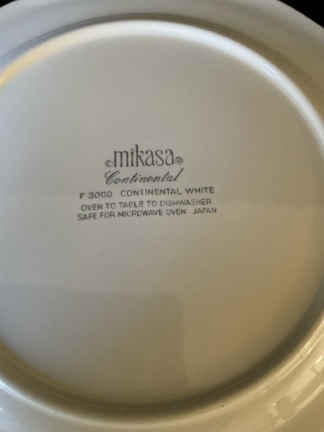 mikasa
Continental
F 3000 CONTINENTAL WHITE
OVEN TO TABLE TO DISHWASHER
SAFE FOR MICROWAVE OVEN JAPAN